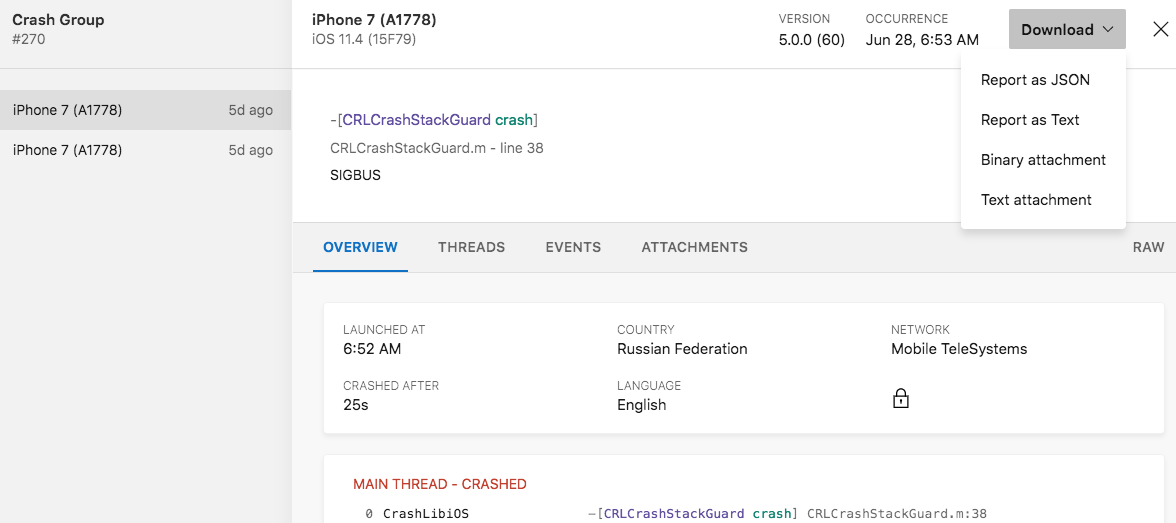 Crash Group
#270
iPhone 7 (A1778) 5d ago
iPhone 7 (A1778) 5d ago
iPhone 7 (A1778)
iOS 11.4 (15F79)
VERSION
5.0.0 (60)
OCCURRENCE
Jun 28, 6:53 AM
Download
Report as JSON
Report as Text
Binary attachment
Text attachment
-[CRLCrashStackGuard crash]
CRLCrashStackGuard.m - line 38
SIGBUS
OVERVIEW THREADS EVENTS ATTACHMENTS RAW
LAUNCHED AT
6:52 AM
COUNTRY
Russian Federation
NETWORK
Mobile TeleSystems
CRASHED AFTER
25s
LANGUAGE
English
MAIN THREAD - CRASHED
0 CrashLibiOS -[CRLCrashStackGuard crash] CRLCrashStackGuard.m:38